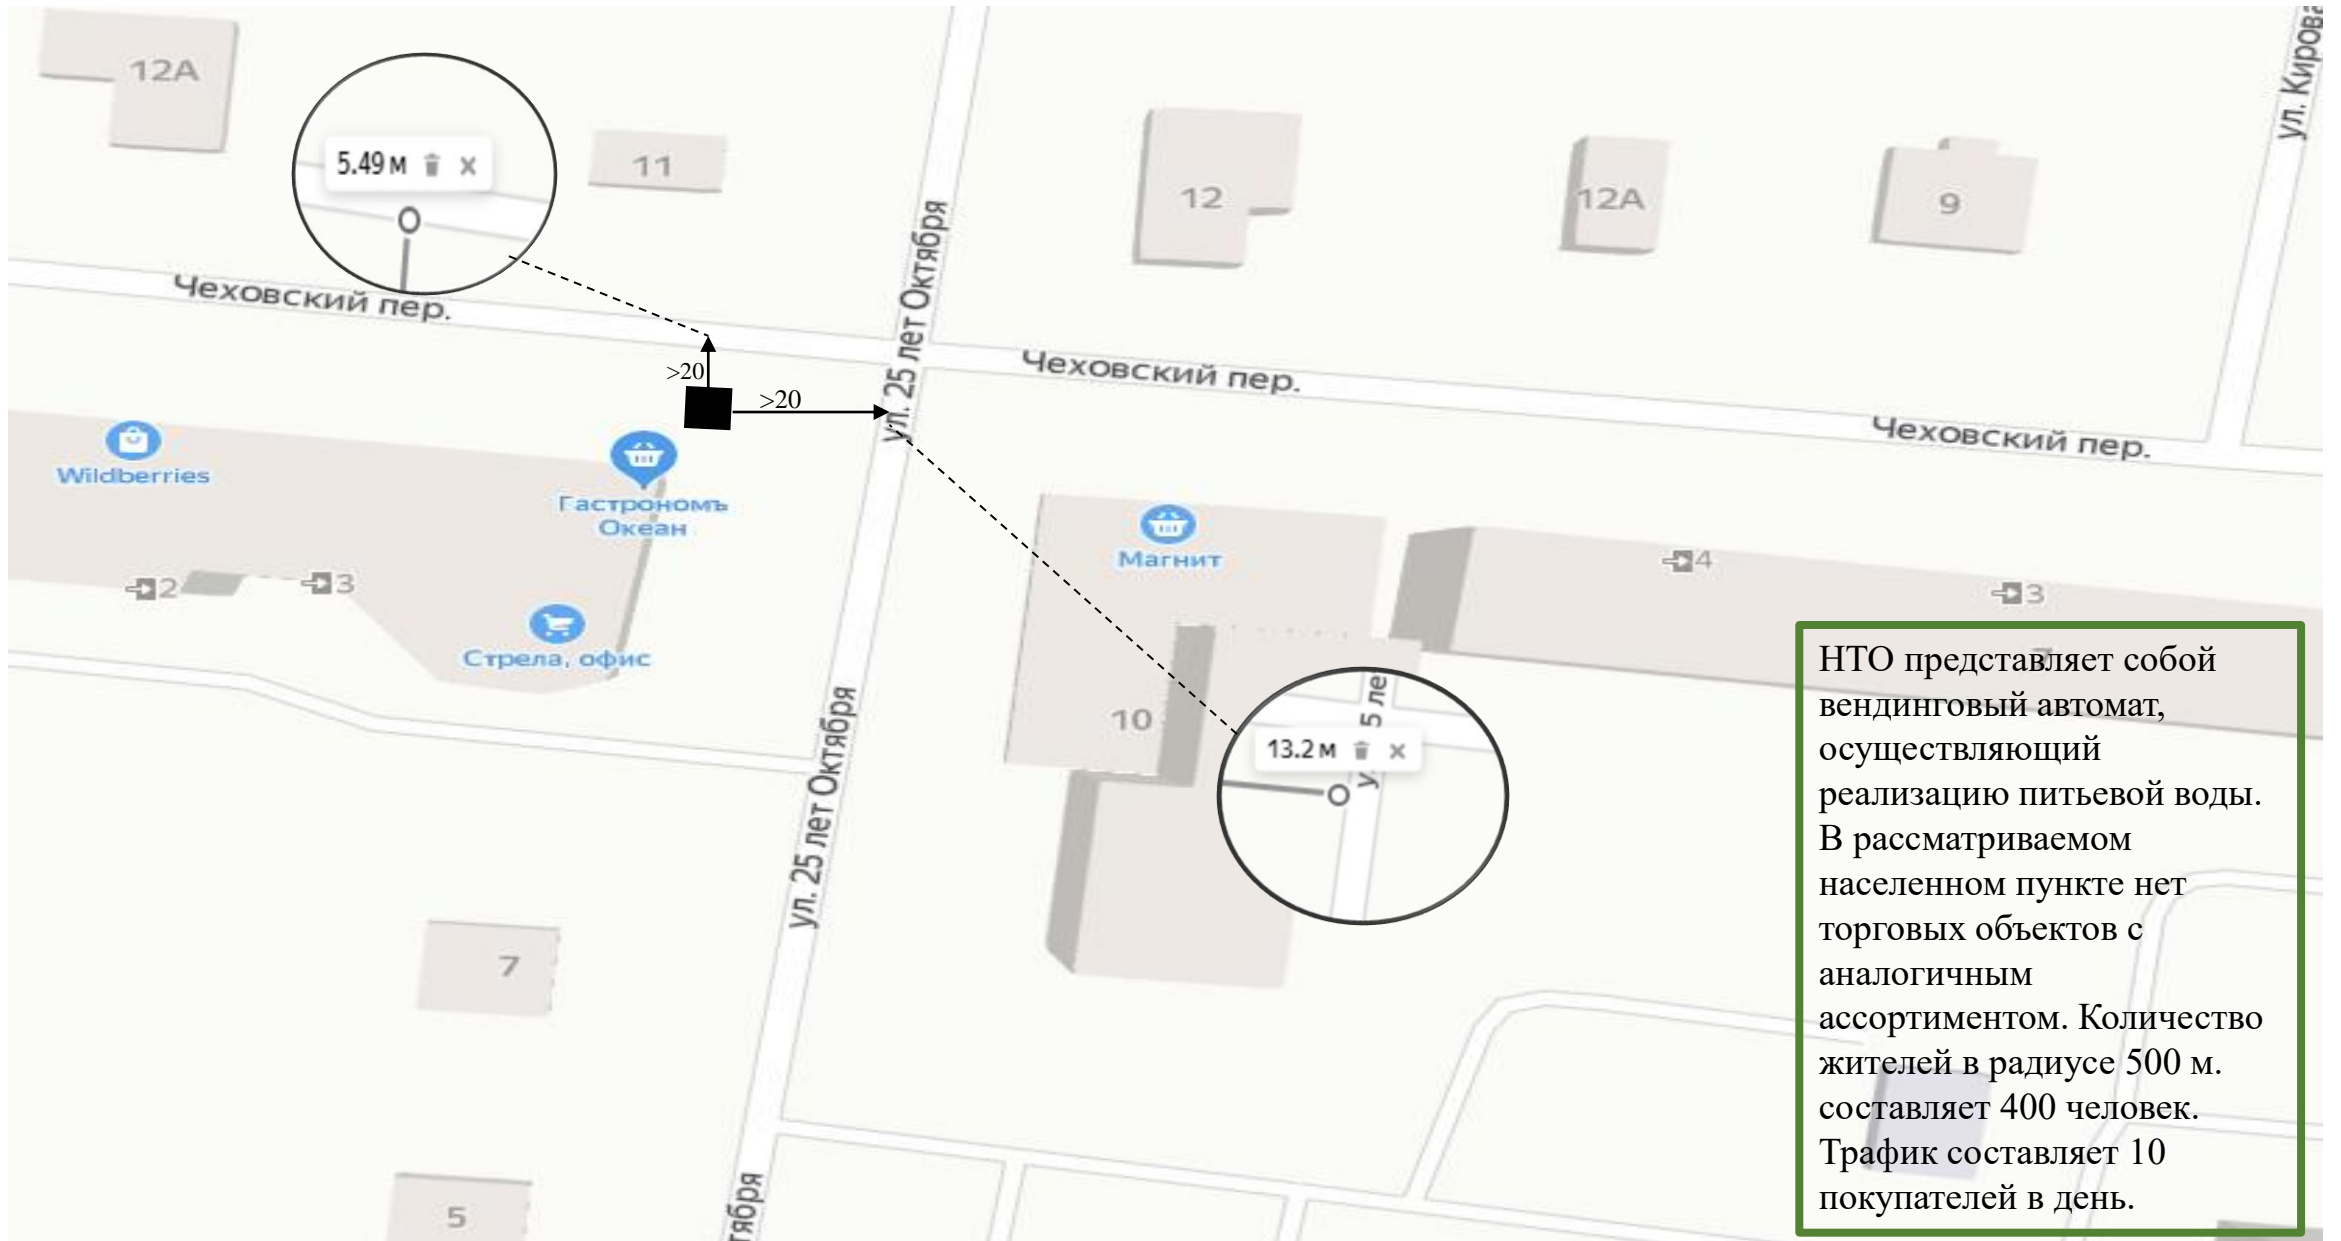 12А
5.49 м
11
12
12А
9
ул. Кирова
Чеховский пер.
ул. 25 лет Октября
Чеховский пер.
Чеховский пер.
>20
>20
Wildberries
Гастрономъ
Океан
2
3
Стрела, офис
Магнит
4
3
10
ул. 25 лет Октября
5 ле
13.2 м
у
7
5
тября
НТО представляет собой
вендинговый автомат,
осуществляющий
реализацию питьевой воды.
В рассматриваемом
населенном пункте нет
торговых объектов с
аналогичным
ассортиментом. Количество
жителей в радиусе 500 м.
составляет 400 человек.
Трафик составляет 10
покупателей в день.